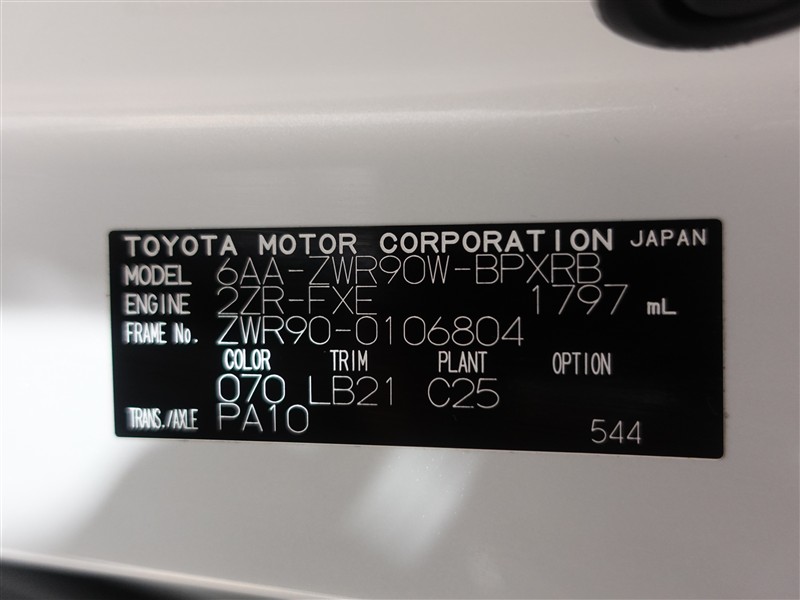 TOYOTA MOTOR CORPORATION JAPAN
MODEL 6AA-ZWR90W-BPXRB
ENGINE 2ZR-FXE 1797 mL
FRAME No. ZWR90-0106804
COLOR TRIM PLANT OPTION
070 LB21 C25
TRANS./AXLE PA10
544